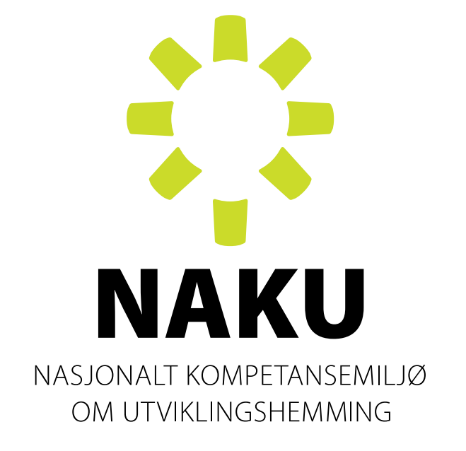 NAKU
NASJONALT KOMPETANSEMILJØ
OM UTVIKLINGSHEMMING